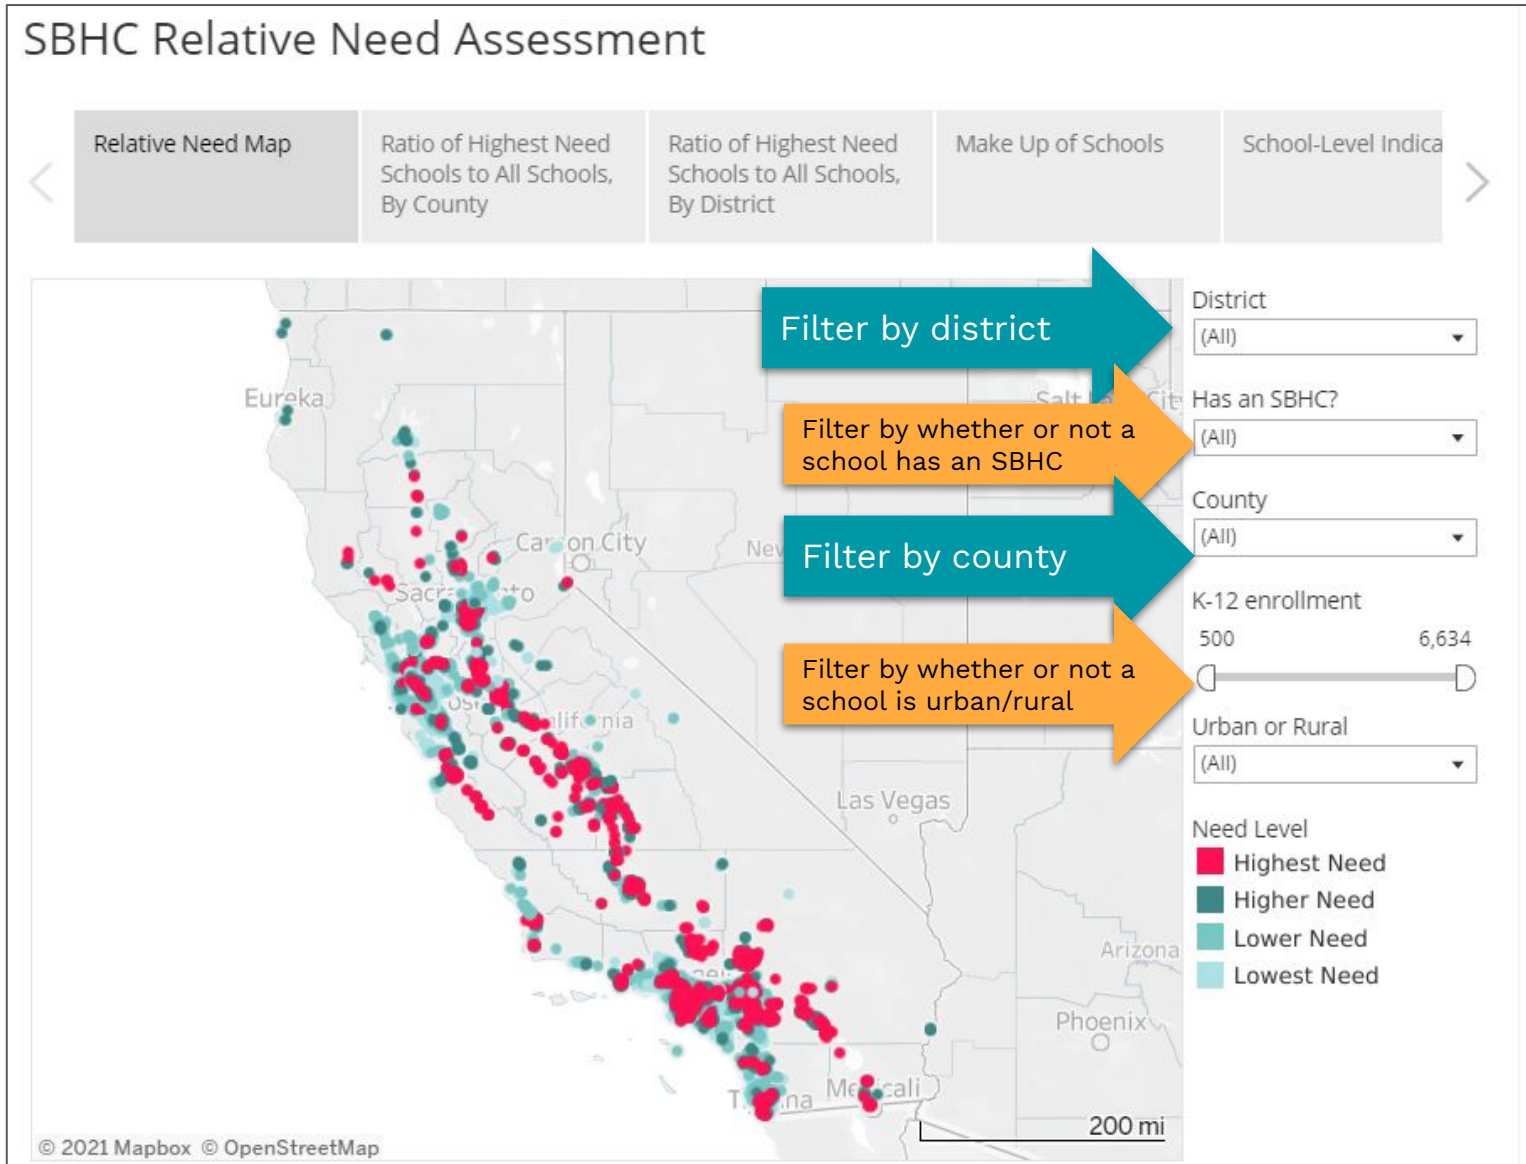 SBHC Relative Need Assessment
Relative Need Map
Ratio of Highest Need
Schools to All Schools,
By County
Ratio of Highest Need
Schools to All Schools,
By District
Make Up of Schools
School-Level Indica
Filter by district
Filter by whether or not a
school has an SBHC
Filter by county
Filter by whether or not a
school is urban/rural
District
(All)
Has an SBHC?
(All)
County
(All)
K-12 enrollment
500 6,634
Urban or Rural
(All)
Need Level
Highest Need
Higher Need
Lower Need
Lowest Need
Eureka
Carson City
Las Vegas
Arizona
Phoenix
Mexicali
200 mi
© 2021 Mapbox © OpenStreetMap